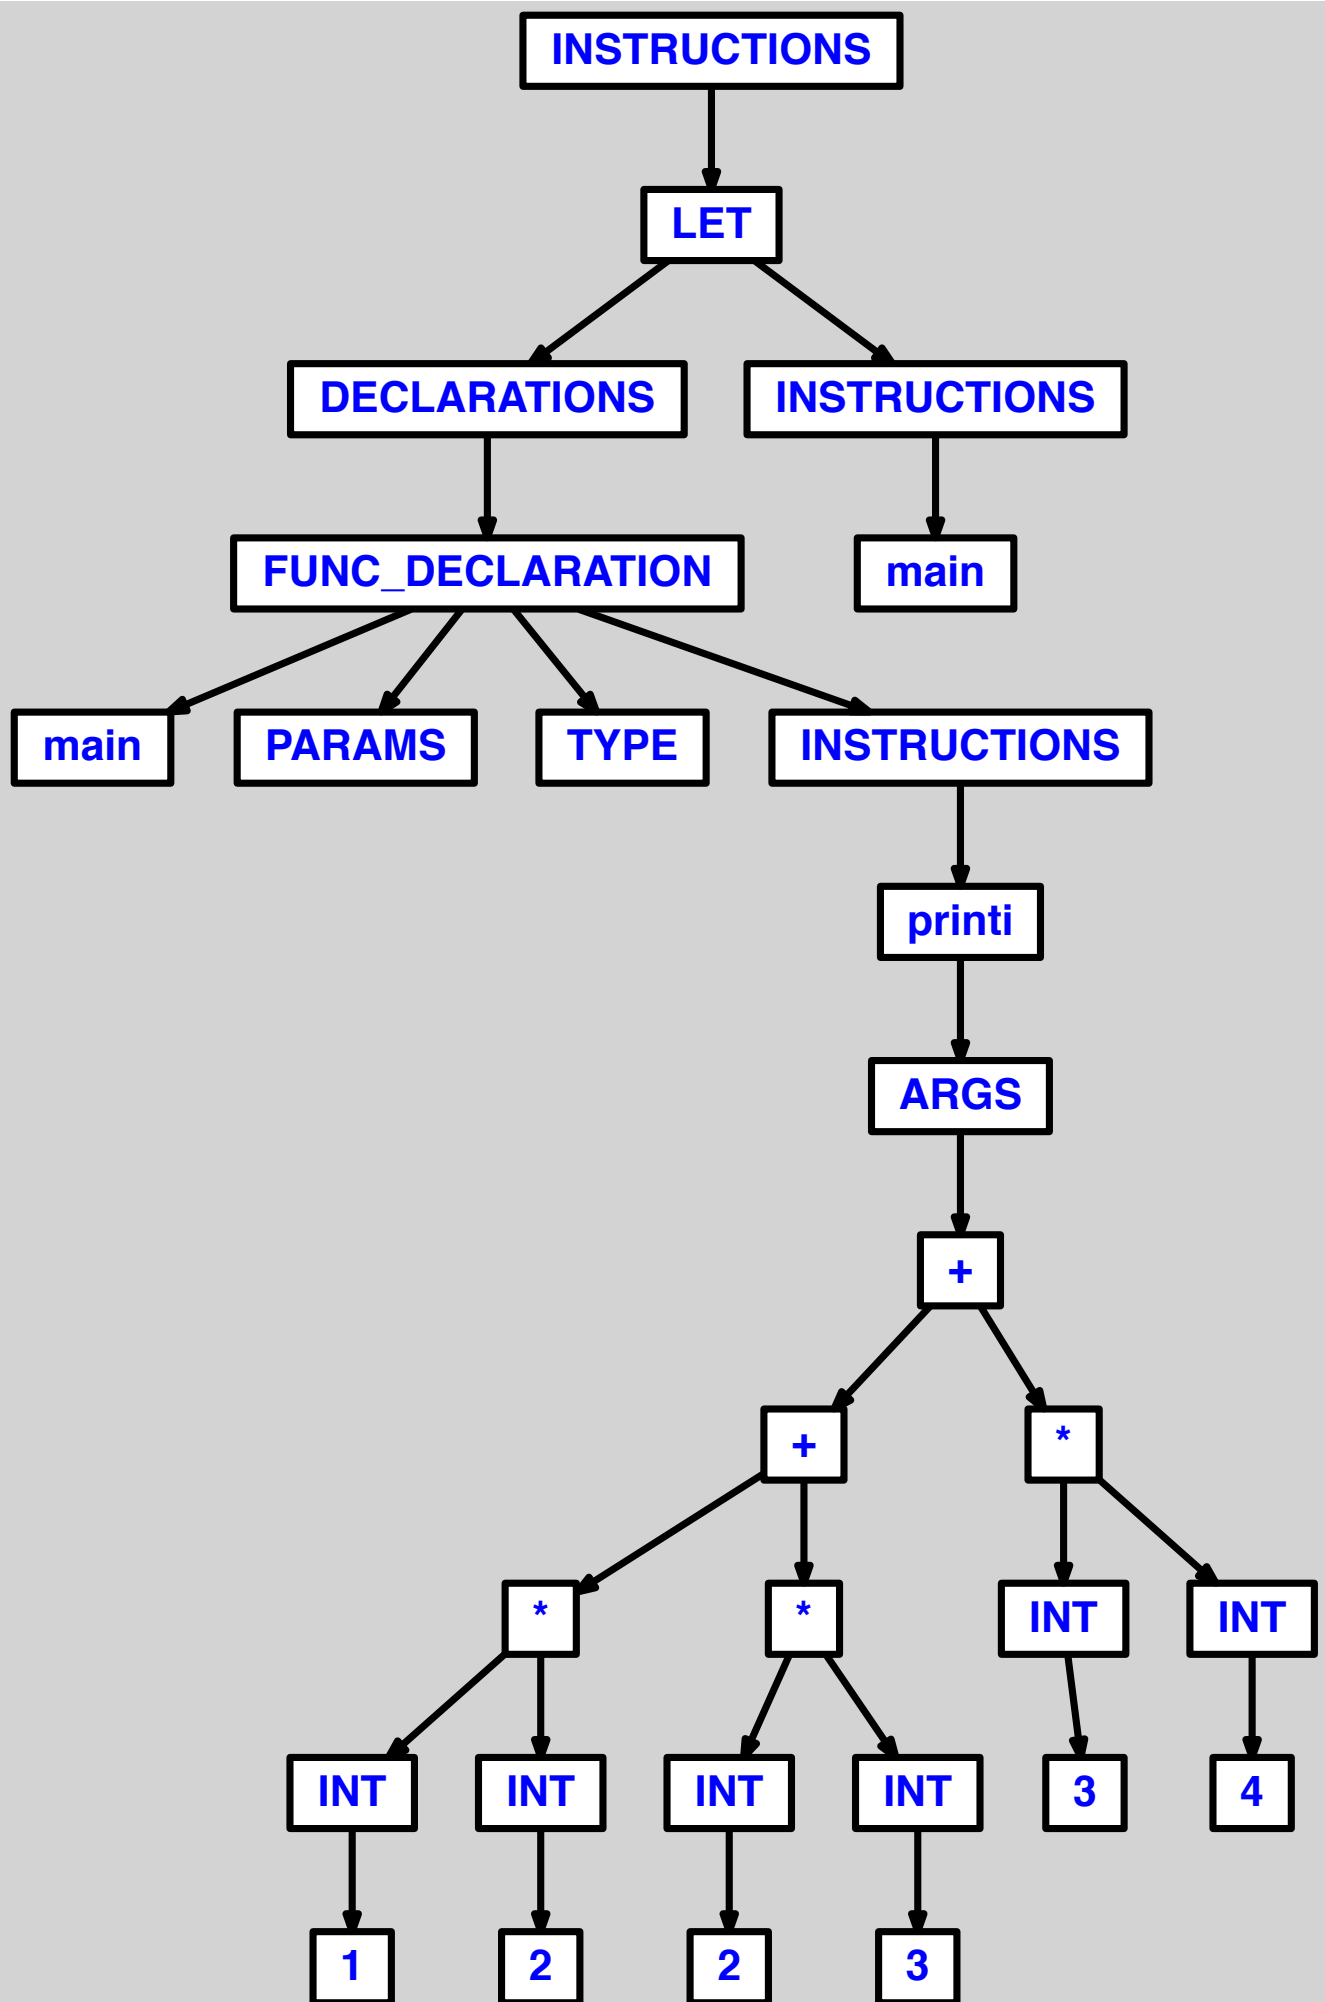 INSTRUCTIONS
LET
DECLARATIONS
INSTRUCTIONS
FUNC_DECLARATION
main
main
PARAMS
TYPE
INSTRUCTIONS
printi
ARGS
+
+
*
*
*
INT
INT
INT
INT
INT
INT
3
4
1
2
2
3